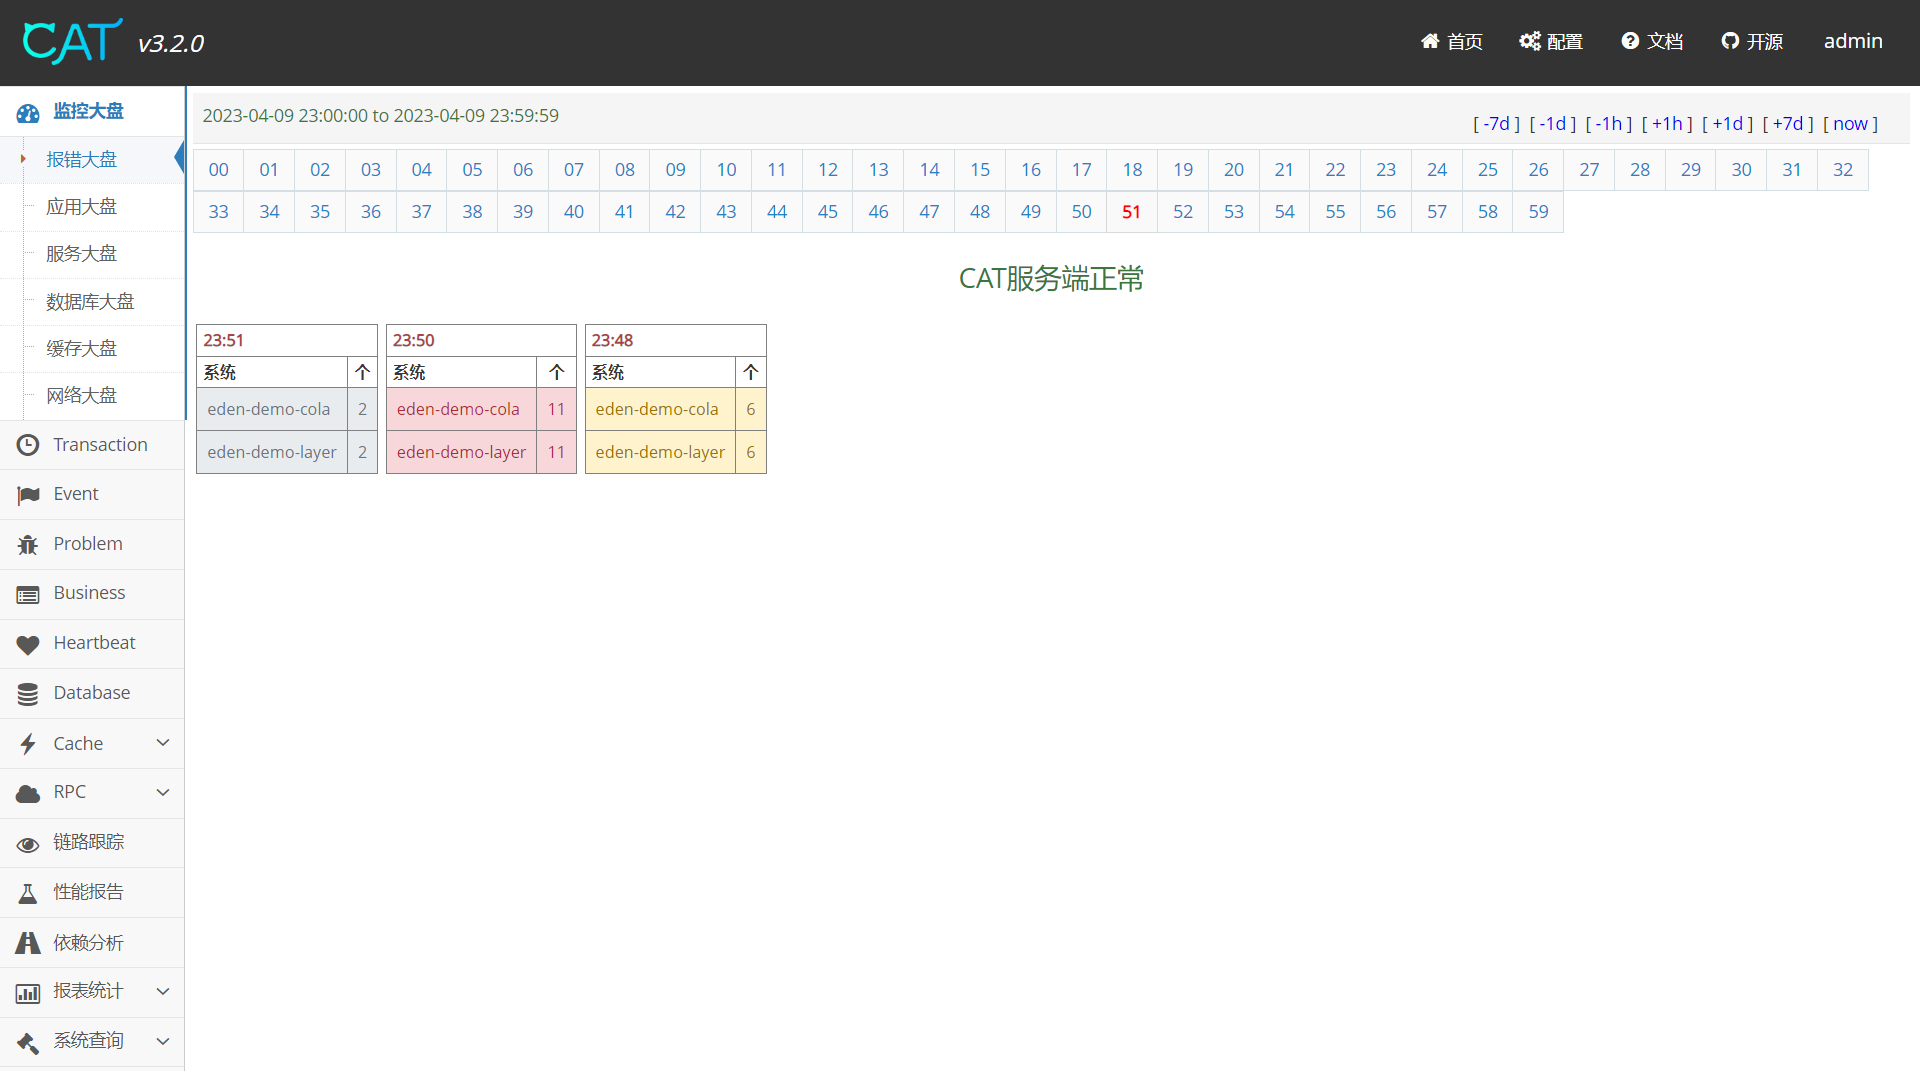 CAT v3.2.0
首页 配置 文档 开源 admin
监控大盘
报错大盘
应用大盘
服务大盘
数据库大盘
缓存大盘
网络大盘
Transaction
Event
Problem
Business
Heartbeat
Database
Cache
RPC
链路跟踪
性能报告
依赖分析
报表统计
系统查询
2023-04-09 23:00:00 to 2023-04-09 23:59:59
[ -7d ] [ -1d ] [ -1h ] [ +1h ] [ +1d ] [ +7d ] [ now ]
00 01 02 03 04 05 06 07 08 09 10 11 12 13 14 15 16 17 18 19 20 21 22 23 24 25 26 27 28 29 30 31 32
33 34 35 36 37 38 39 40 41 42 43 44 45 46 47 48 49 50 51 52 53 54 55 56 57 58 59
CAT服务端正常
23:51
系统 个
eden-demo-cola 2
eden-demo-layer 2
23:50
系统 个
eden-demo-cola 11
eden-demo-layer 11
23:48
系统 个
eden-demo-cola 6
eden-demo-layer 6